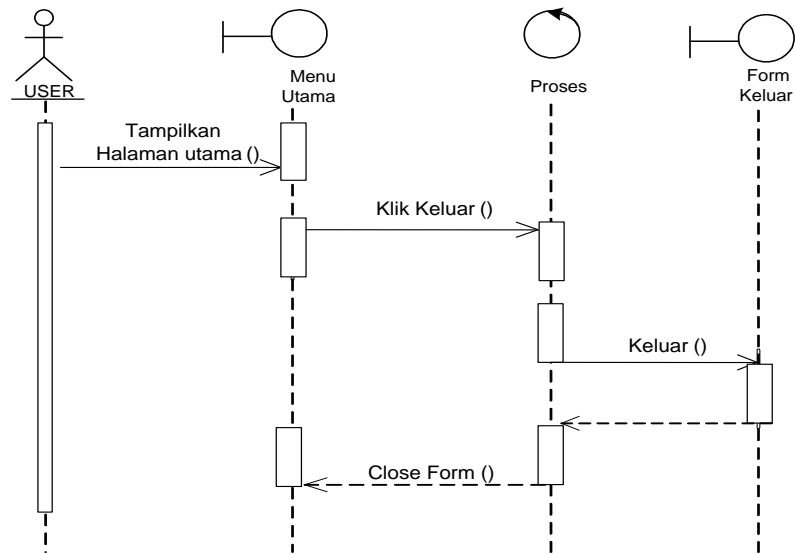 USER
Menu
Utama
Proses
Form
Keluar
Tampilkan
Halaman utama ()
Klik Keluar ()
Keluar ()
Close Form ()